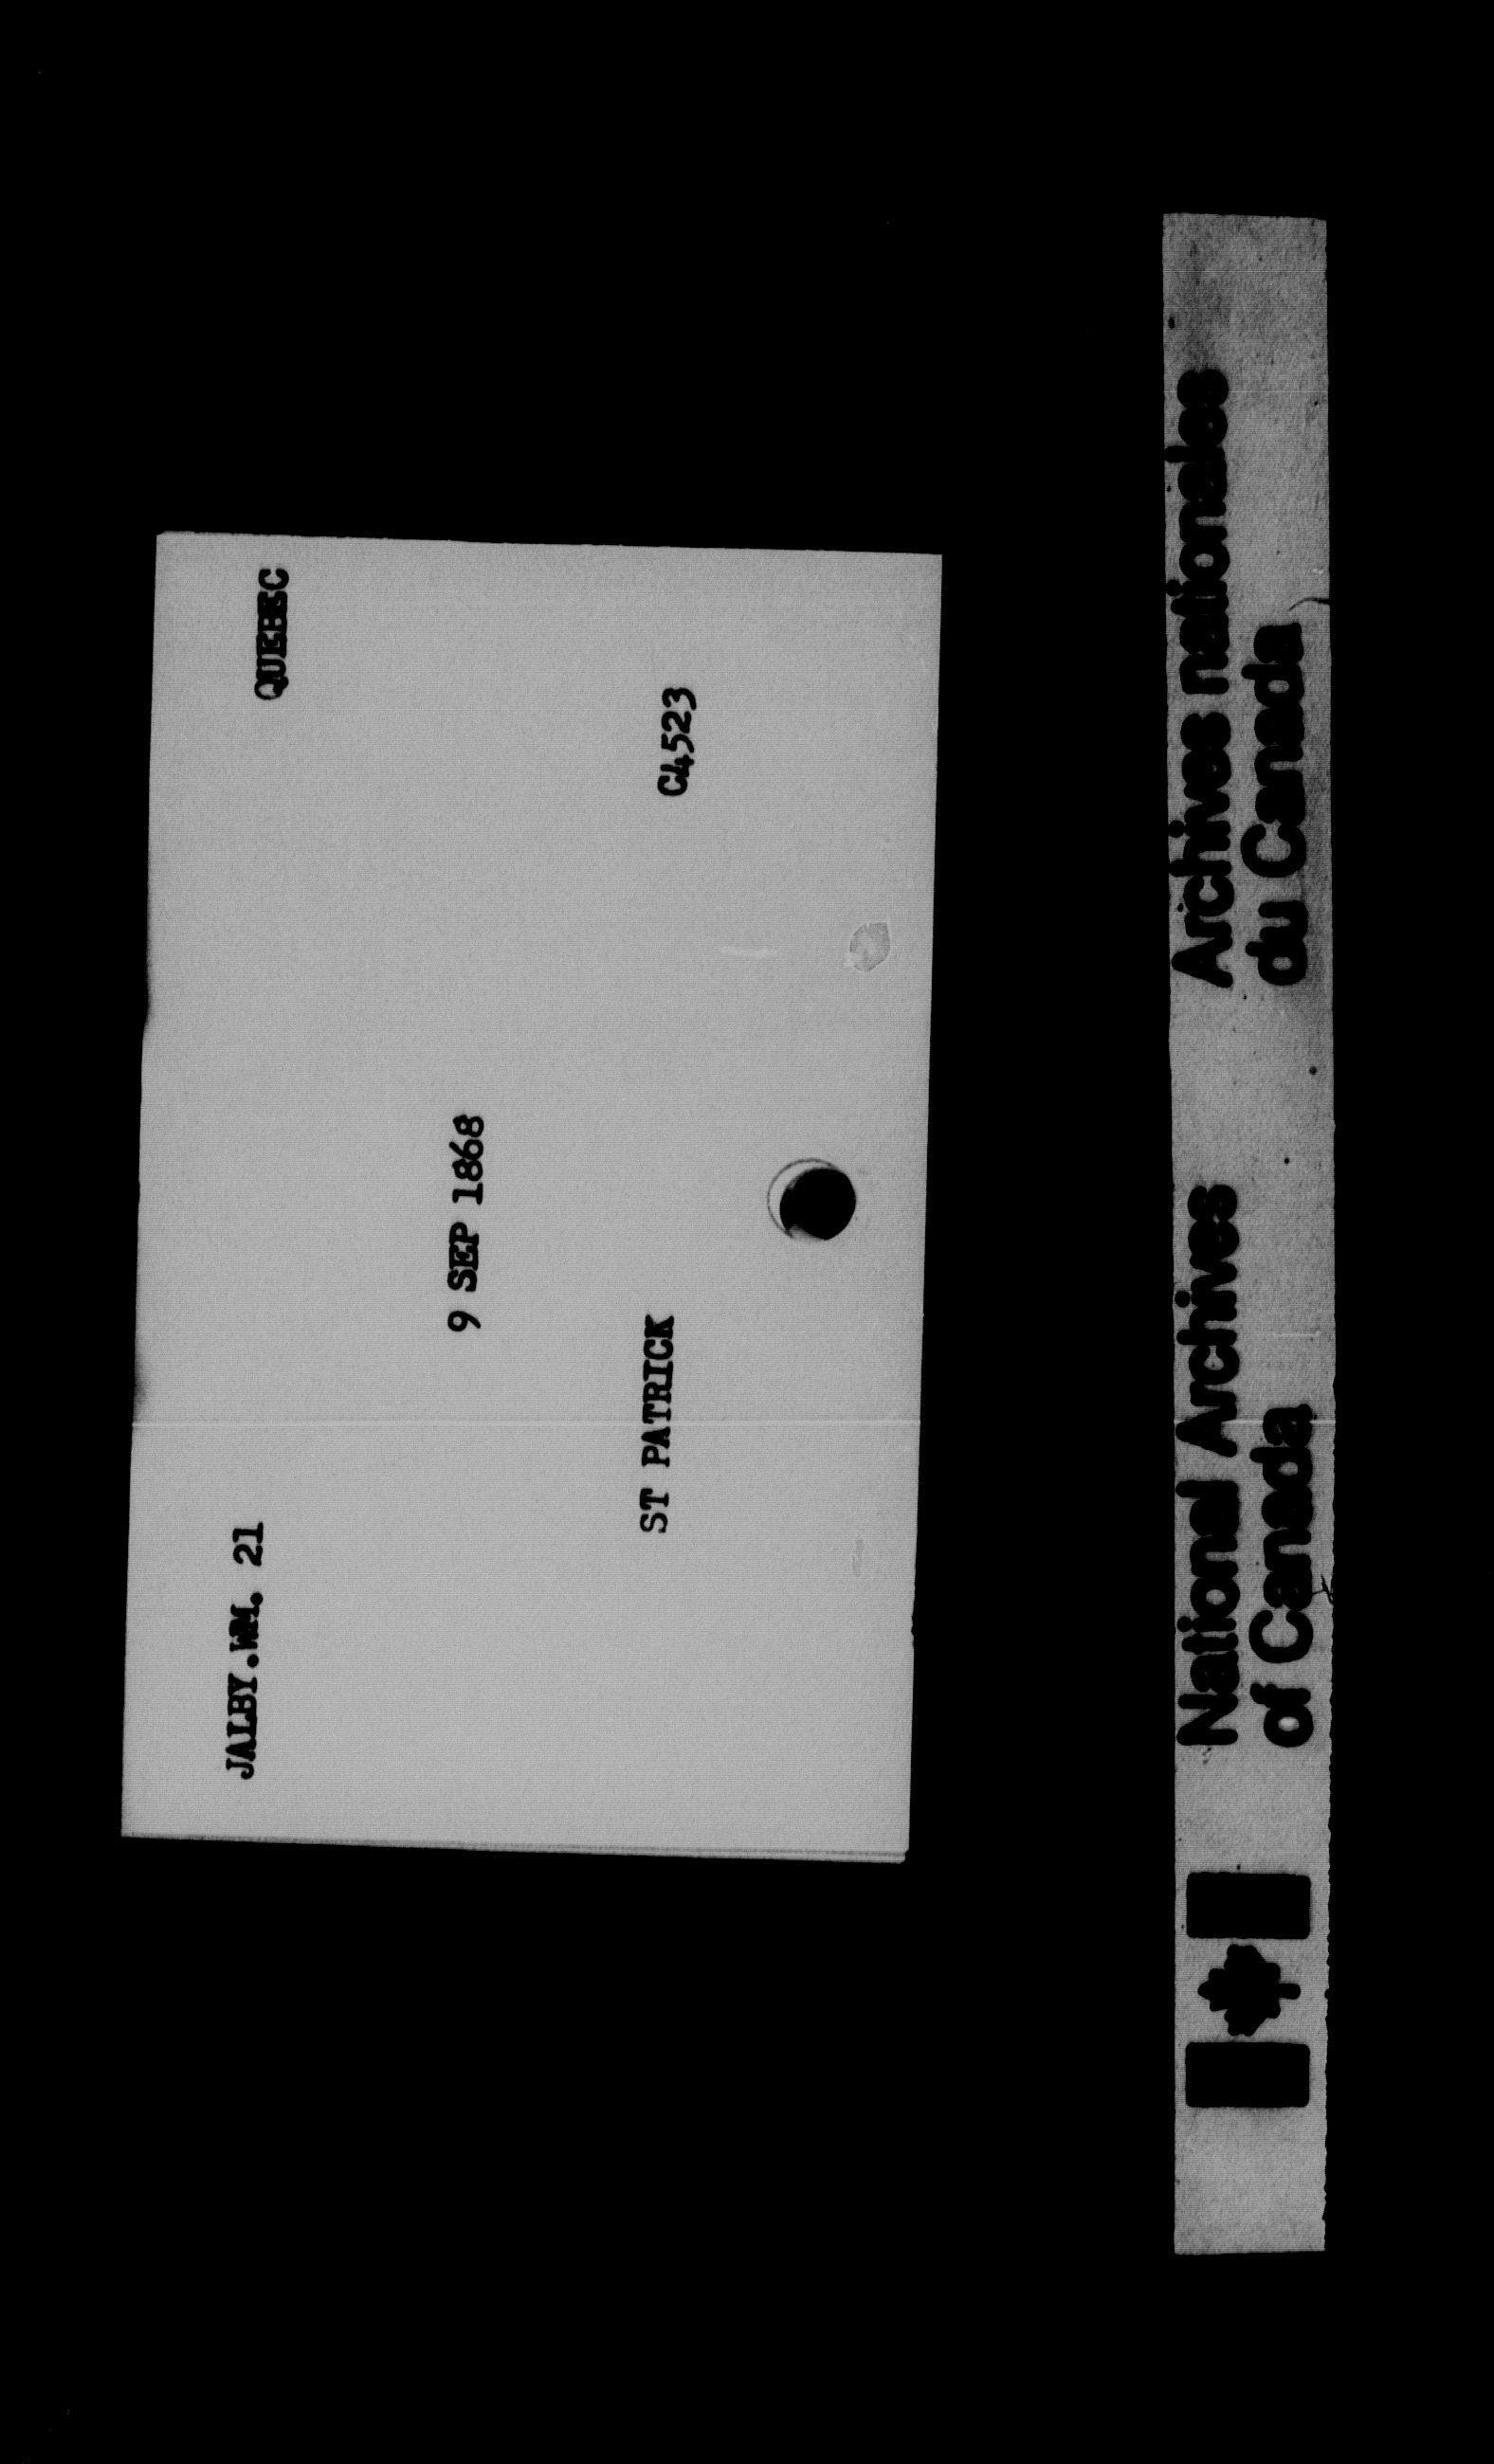 JALBY.WM. 21 QUEBEC
9 SEP 1868
ST PATRICK C4523
National Archives Archives nationales
of Canada du Canada